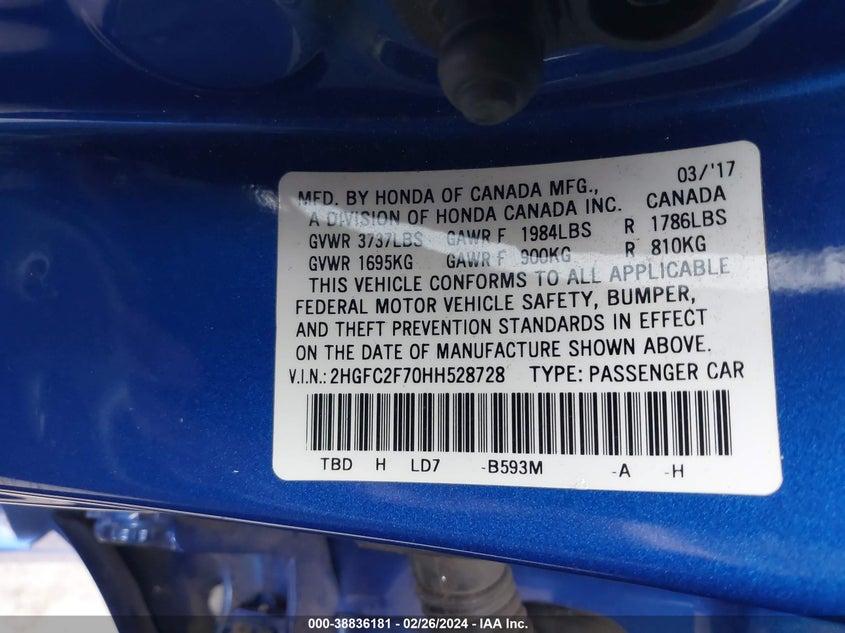 03/'17
MFD. BY HONDA OF CANADA MFG., CANADA
A DIVISION OF HONDA CANADA INC.
GVWR 3737LBS GAWR F 1984LBS R 1786LBS
GVWR 1695KG GAWR F 900KG R 810KG
THIS VEHICLE CONFORMS TO ALL APPLICABLE
FEDERAL MOTOR VEHICLE SAFETY, BUMPER,
AND THEFT PREVENTION STANDARDS IN EFFECT
ON THE DATE OF MANUFACTURE SHOWN ABOVE.
V.I.N.: 2HGFC2F70HH528728 TYPE: PASSENGER CAR
TBD H LD7 -B593M -A -H
000-38836181 - 02/26/2024 - IAA Inc.